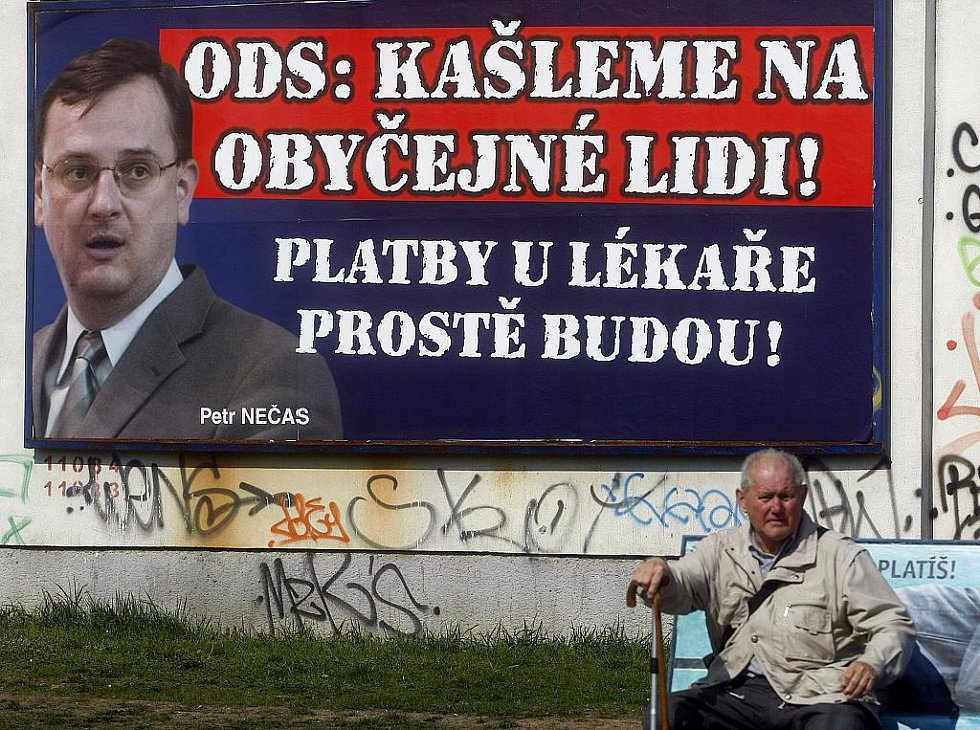 ODS: KAŠLEME NA
OBYČEJNÉ LIDI!
PLATBY U LÉKAŘE
PROSTĚ BUDOU!
Petr NEČAS
PLATÍŠ!